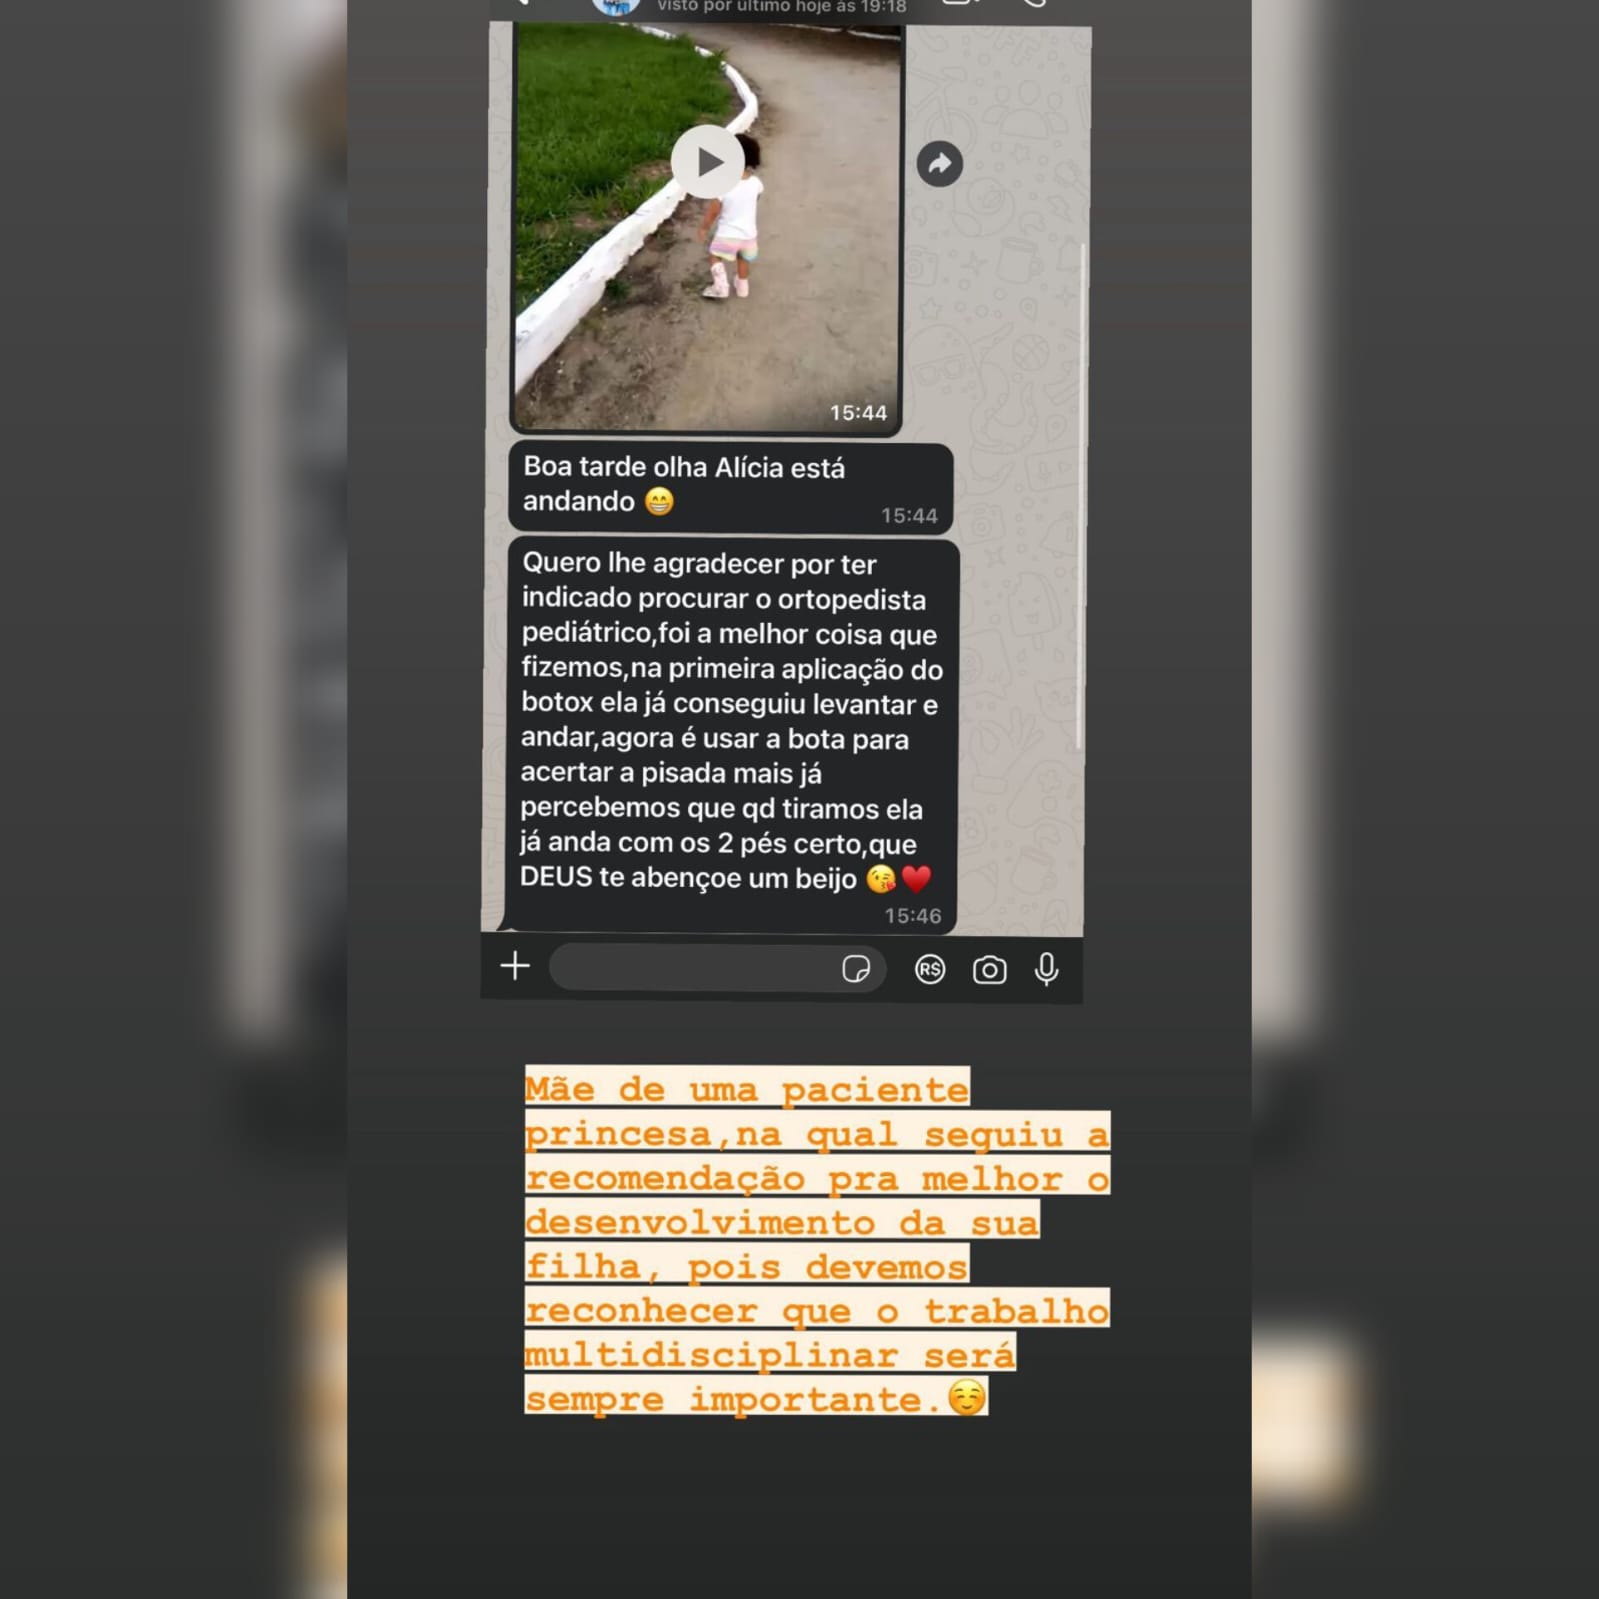 visto por último hoje às 19:18
15:44
Boa tarde olha Alícia está
andando 😁
15:44
Quero lhe agradecer por ter
indicado procurar o ortopedista
pediátrico,foi a melhor coisa que
fizemos,na primeira aplicação do
botox ela já conseguiu levantar e
andar,agora é usar a bota para
acertar a pisada mais já
percebemos que qd tiramos ela
já anda com os 2 pés certo,que
DEUS te abençoe um beijo 😘♥️
15:46
R$
Mãe de uma paciente
princesa,na qual seguiu a
recomendação pra melhor o
desenvolvimento da sua
filha, pois devemos
reconhecer que o trabalho
multidisciplinar será
sempre importante.☺️